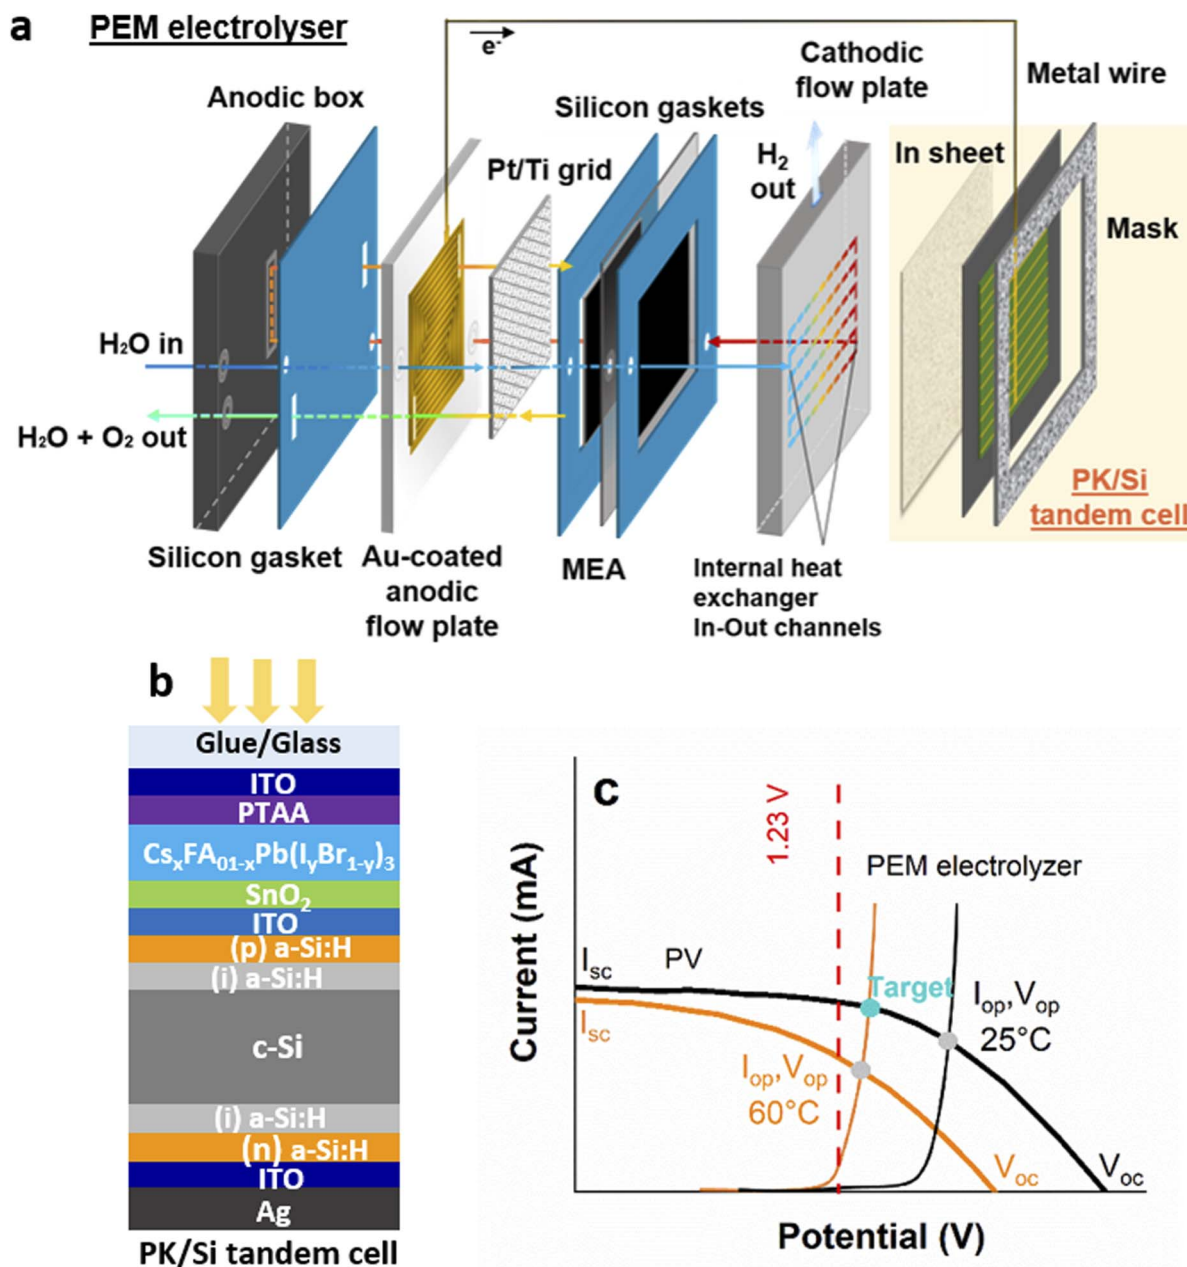 a
PEM electrolyser
e-
Anodic box
Silicon gaskets
Cathodic
flow plate
Metal wire
Pt/Ti grid
H₂
out
In sheet
Mask
H₂O in
H₂O + O₂ out
PK/Si
tandem cell
Silicon gasket
Au-coated
anodic
flow plate
MEA
Internal heat
exchanger
In-Out channels
b
Glue/Glass
ITO
PTAA
CsₓFA₀₁₋ₓPb(IyBr1-y)₃
SnO₂
ITO
(p) a-Si:H
(i) a-Si:H
c-Si
(i) a-Si:H
(n) a-Si:H
ITO
Ag
PK/Si tandem cell
c
1.23 V
PEM electrolyzer
Current (mA)
Isc
PV
Target
Isc
Iop,Vop
25°C
Iop,Vop
60°C
Voc
Voc
Potential (V)